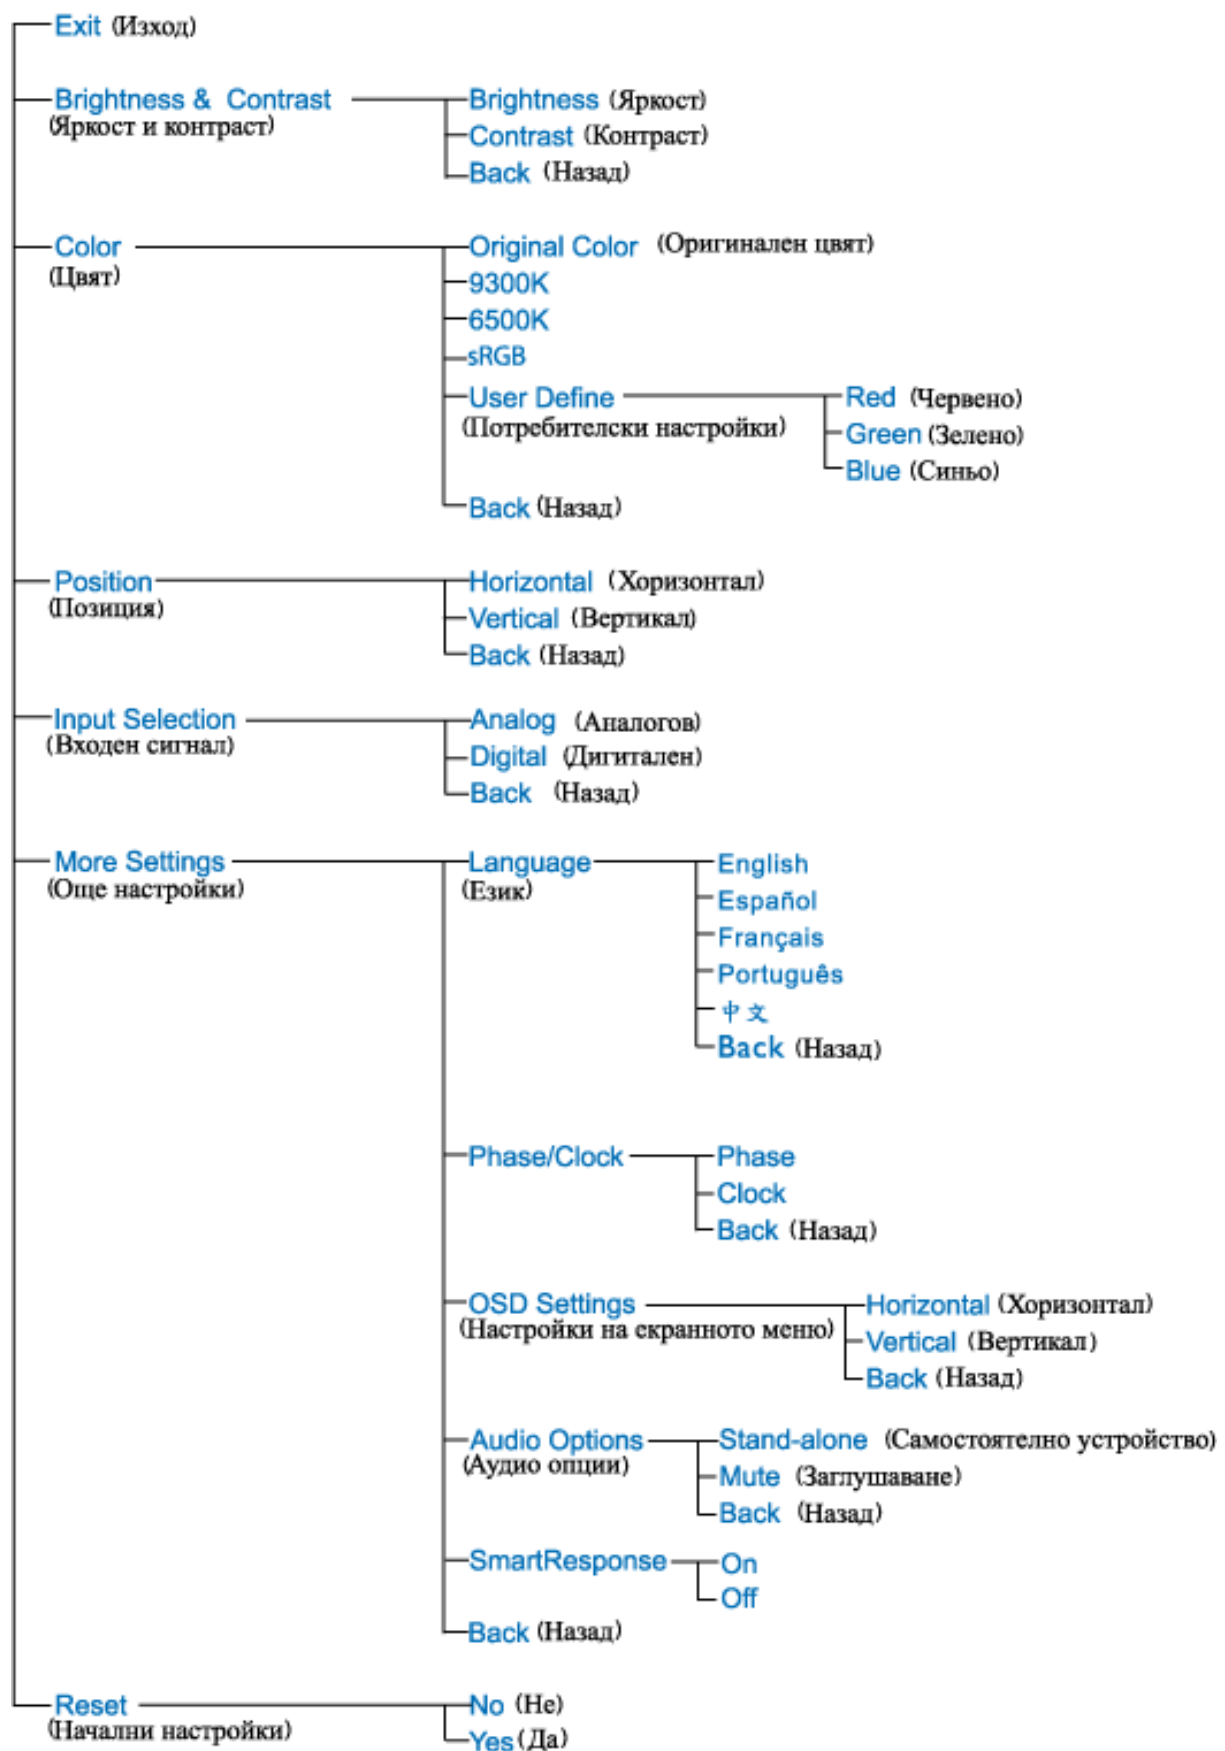 Exit (Изход)
Brightness & Contrast
(Яркост и контраст)
Brightness (Яркост)
Contrast (Контраст)
Back (Назад)
Color
(Цвят)
Original Color (Оригинален цвят)
9300K
6500K
sRGB
User Define
(Потребителски настройки)
Red (Червено)
Green (Зелено)
Blue (Синьо)
Back (Назад)
Position
(Позиция)
Horizontal (Хоризонтал)
Vertical (Вертикал)
Back (Назад)
Input Selection
(Входен сигнал)
Analog (Аналогов)
Digital (Дигитален)
Back (Назад)
More Settings
(Още настройки)
Language
(Език)
English
Español
Français
Português
中文
Back (Назад)
Phase/Clock
Phase
Clock
Back (Назад)
OSD Settings
(Настройки на екранното меню)
Horizontal (Хоризонтал)
Vertical (Вертикал)
Back (Назад)
Audio Options
(Аудио опции)
Stand-alone (Самостоятелно устройство)
Mute (Заглушаване)
Back (Назад)
SmartResponse
On
Off
Back (Назад)
Reset
(Начални настройки)
No (Не)
Yes (Да)